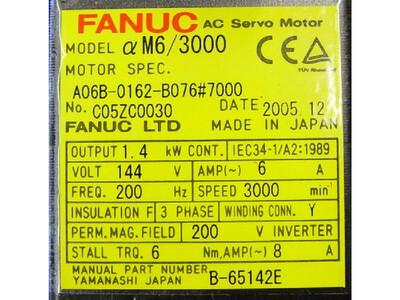 FANUC AC Servo Motor
MODEL αM6/3000
MOTOR SPEC.
TÜV Rheinland
A06B-0162-B076#7000
No. C05ZC0030 DATE 2005.12
FANUC LTD MADE IN JAPAN
OUTPUT 1.4 kW CONT. IEC34-1/A2:1989
VOLT 144 V AMP(~) 6 A
FREQ. 200 Hz SPEED 3000 min⁻¹
INSULATION F 3 PHASE WINDING CONN. Y
PERM.MAG.FIELD 200 V INVERTER
STALL TRQ. 6 Nm,AMP(~) 8 A
MANUAL PART NUMBER B-65142E
YAMANASHI JAPAN